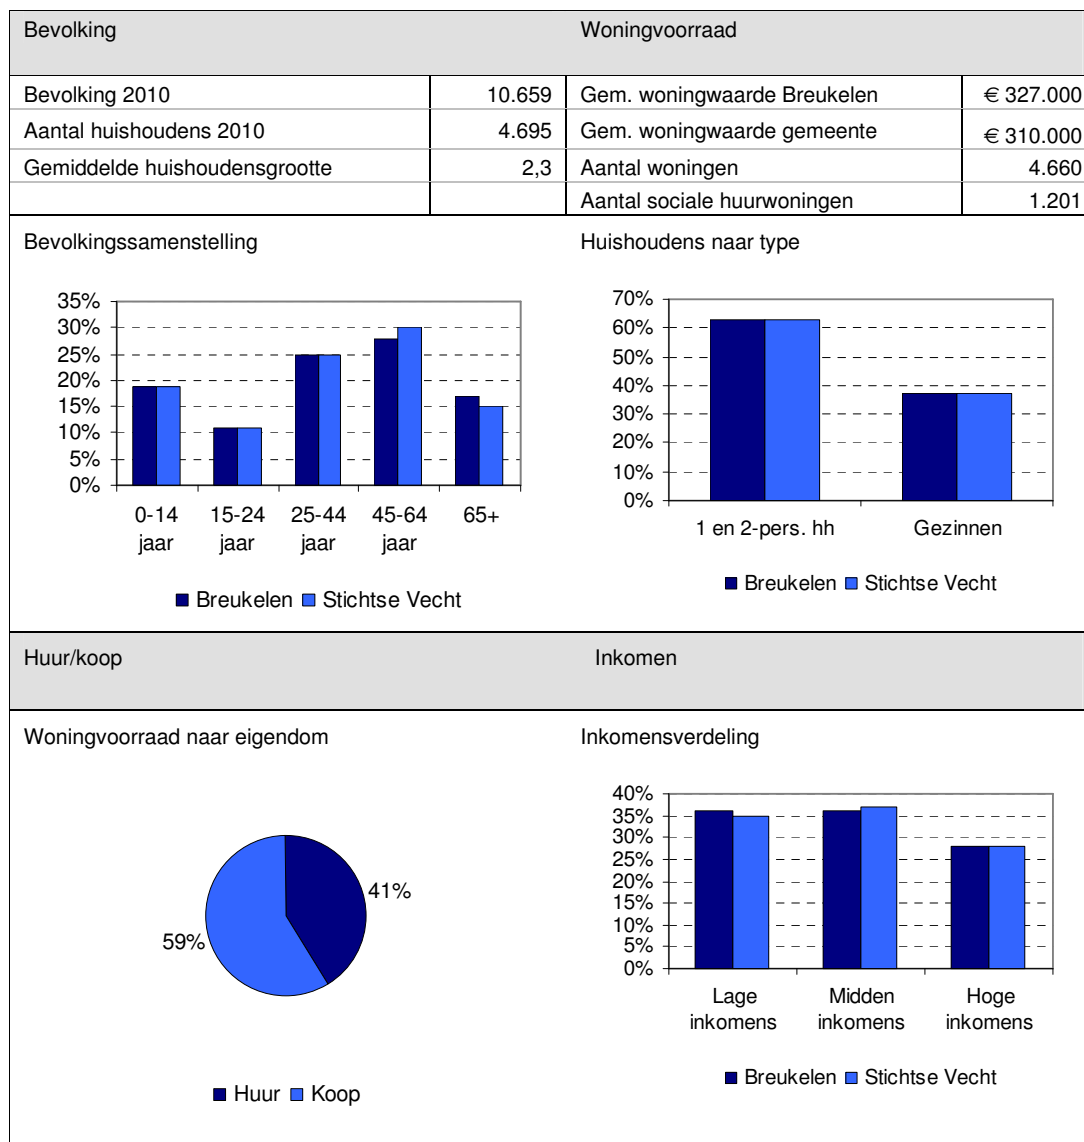 Bevolking Woningvoorraad
Bevolking 2010 10.659 Gem. woningwaarde Breukelen € 327.000
Aantal huishoudens 2010 4.695 Gem. woningwaarde gemeente € 310.000
Gemiddelde huishoudensgrootte 2,3 Aantal woningen 4.660
Aantal sociale huurwoningen 1.201
Bevolkingssamenstelling
35%
30%
25%
20%
15%
10%
5%
0%
0-14 15-24 25-44 45-64 65+
jaar jaar jaar jaar
Breukelen Stichtse Vecht
Huishoudens naar type
70%
60%
50%
40%
30%
20%
10%
0%
1 en 2-pers. hh Gezinnen
Breukelen Stichtse Vecht
Huur/koop Inkomen
Woningvoorraad naar eigendom
41%
59%
Huur Koop
Inkomensverdeling
40%
35%
30%
25%
20%
15%
10%
5%
0%
Lage Midden Hoge
inkomens inkomens inkomens
Breukelen Stichtse Vecht